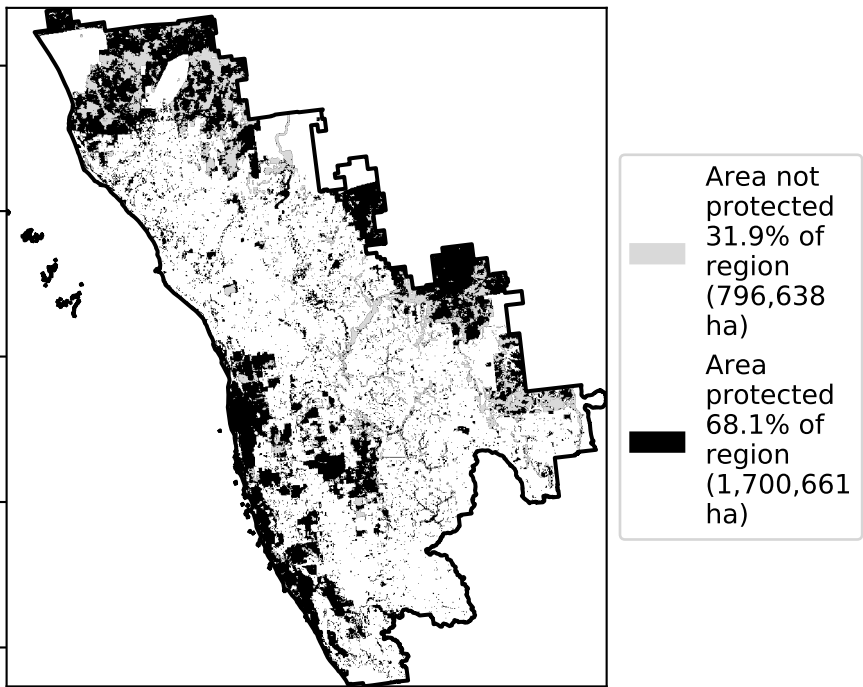 Area not
protected
31.9% of
region
(796,638
ha)
Area
protected
68.1% of
region
(1,700,661
ha)